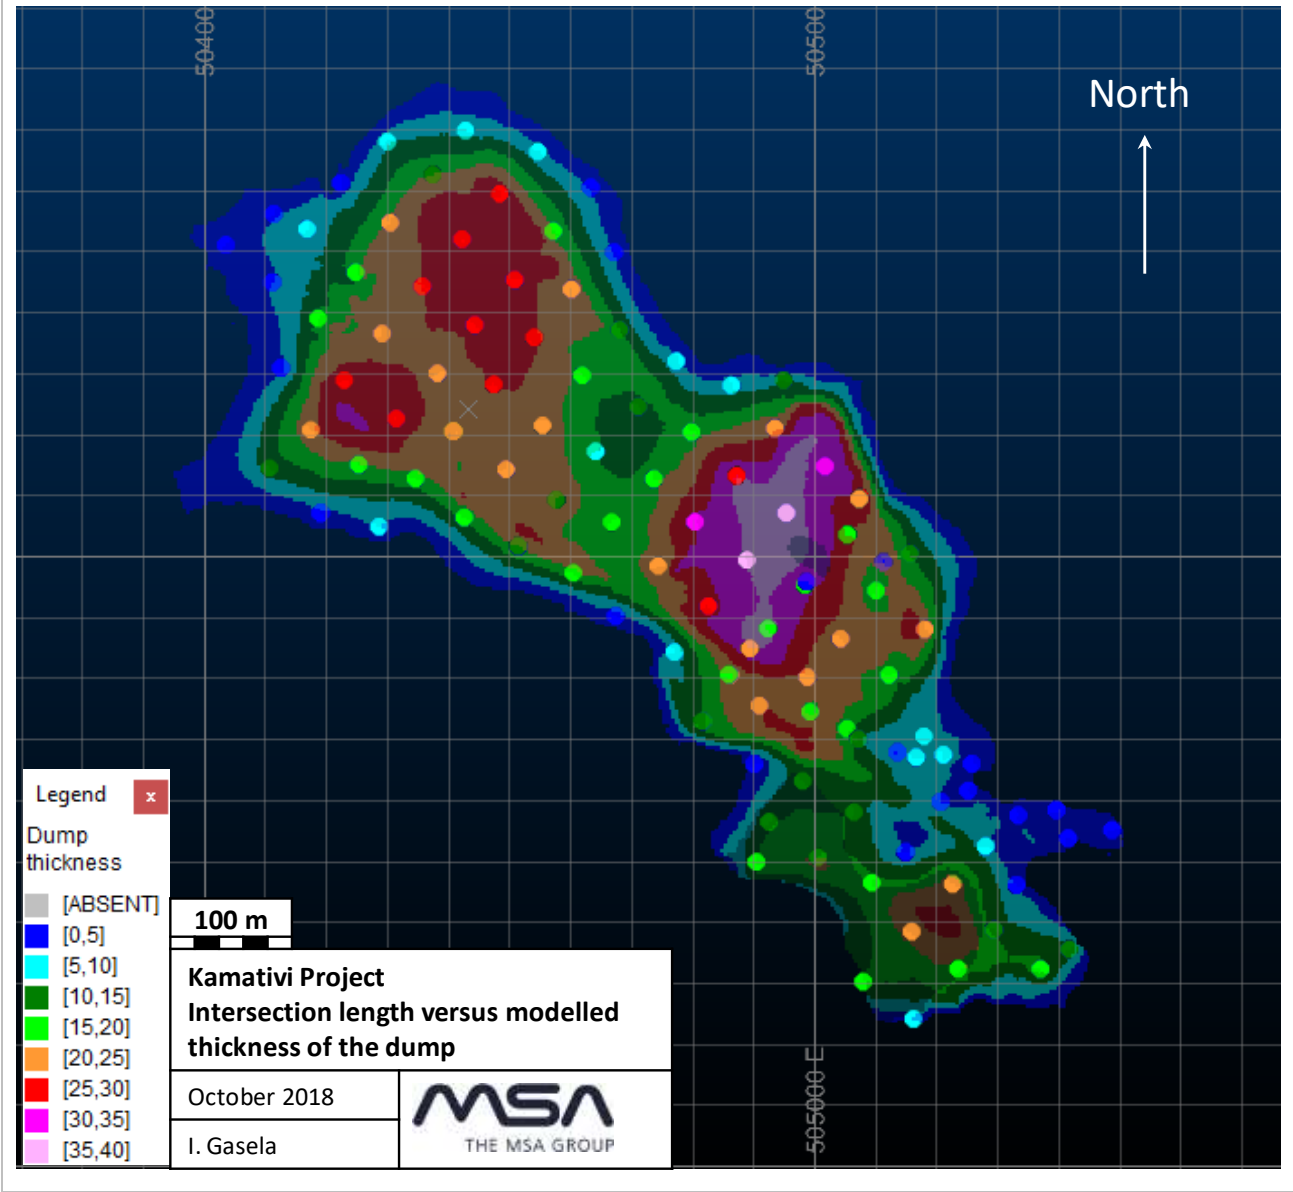 50400
50500
North
Legend
x
Dump
thickness
[ABSENT]
[0,5]
[5,10]
[10,15]
[15,20]
[20,25]
[25,30]
[30,35]
[35,40]
100 m
Kamativi Project
Intersection length versus modelled
thickness of the dump
October 2018
I. Gasela
MSA
THE MSA GROUP
505000 E